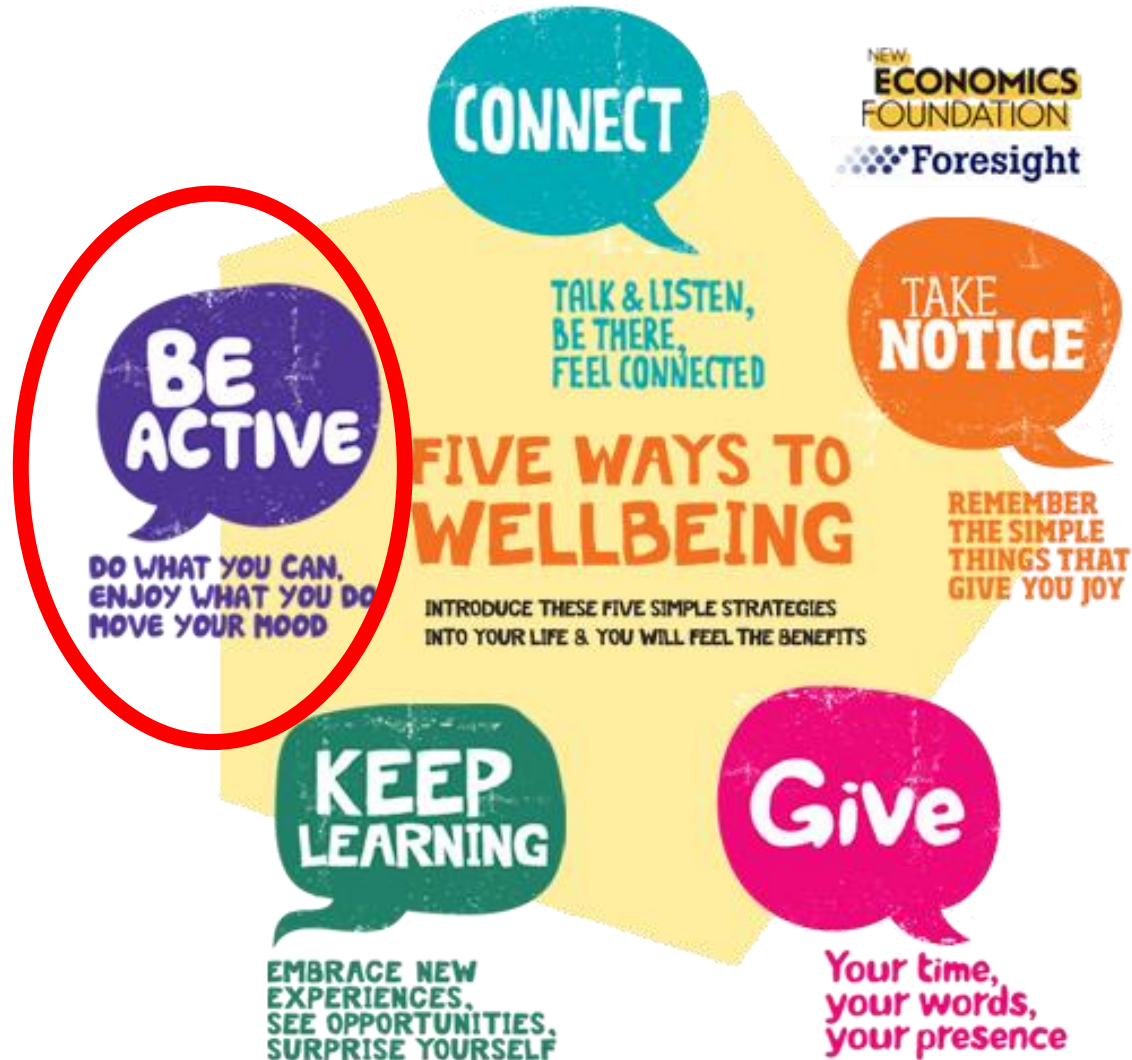 CONNECT
TALK & LISTEN,
BE THERE,
FEEL CONNECTED
NEW
ECONOMICS
FOUNDATION
Foresight
TAKE
NOTICE
REMEMBER
THE SIMPLE
THINGS THAT
GIVE YOU JOY
BE
ACTIVE
DO WHAT YOU CAN,
ENJOY WHAT YOU DO
MOVE YOUR MOOD
FIVE WAYS TO
WELLBEING
INTRODUCE THESE FIVE SIMPLE STRATEGIES
INTO YOUR LIFE & YOU WILL FEEL THE BENEFITS
KEEP
LEARNING
EMBRACE NEW
EXPERIENCES,
SEE OPPORTUNITIES,
SURPRISE YOURSELF
Give
Your time,
your words,
your presence